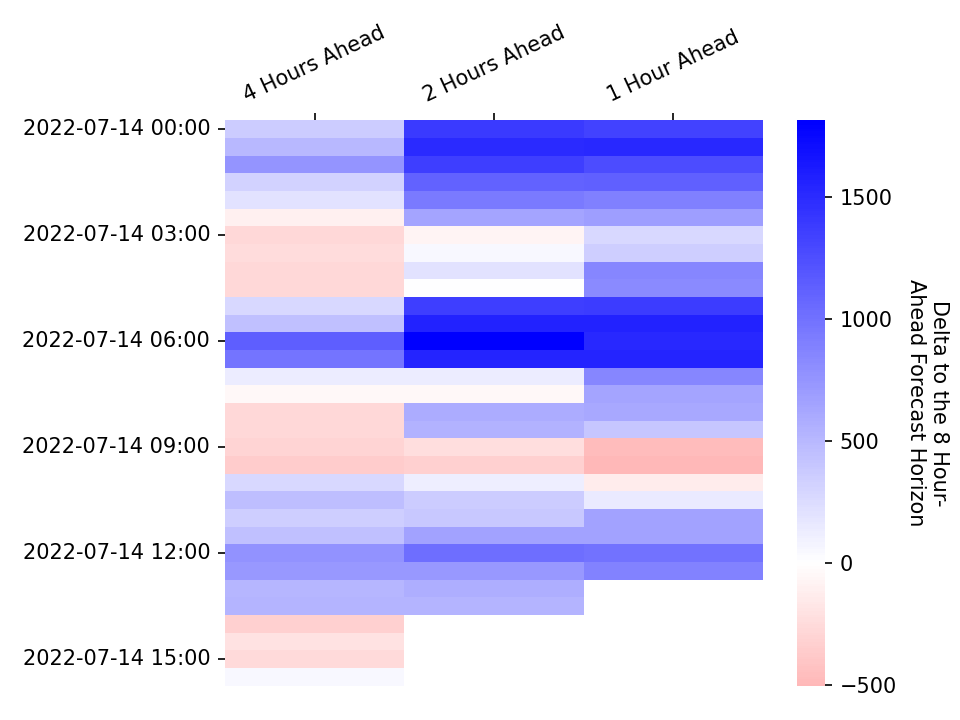 4 Hours Ahead
2 Hours Ahead
1 Hour Ahead
2022-07-14 00:00
2022-07-14 03:00
2022-07-14 06:00
2022-07-14 09:00
2022-07-14 12:00
2022-07-14 15:00
1500
1000
500
0
−500
Delta to the 8 Hour-
Ahead Forecast Horizon